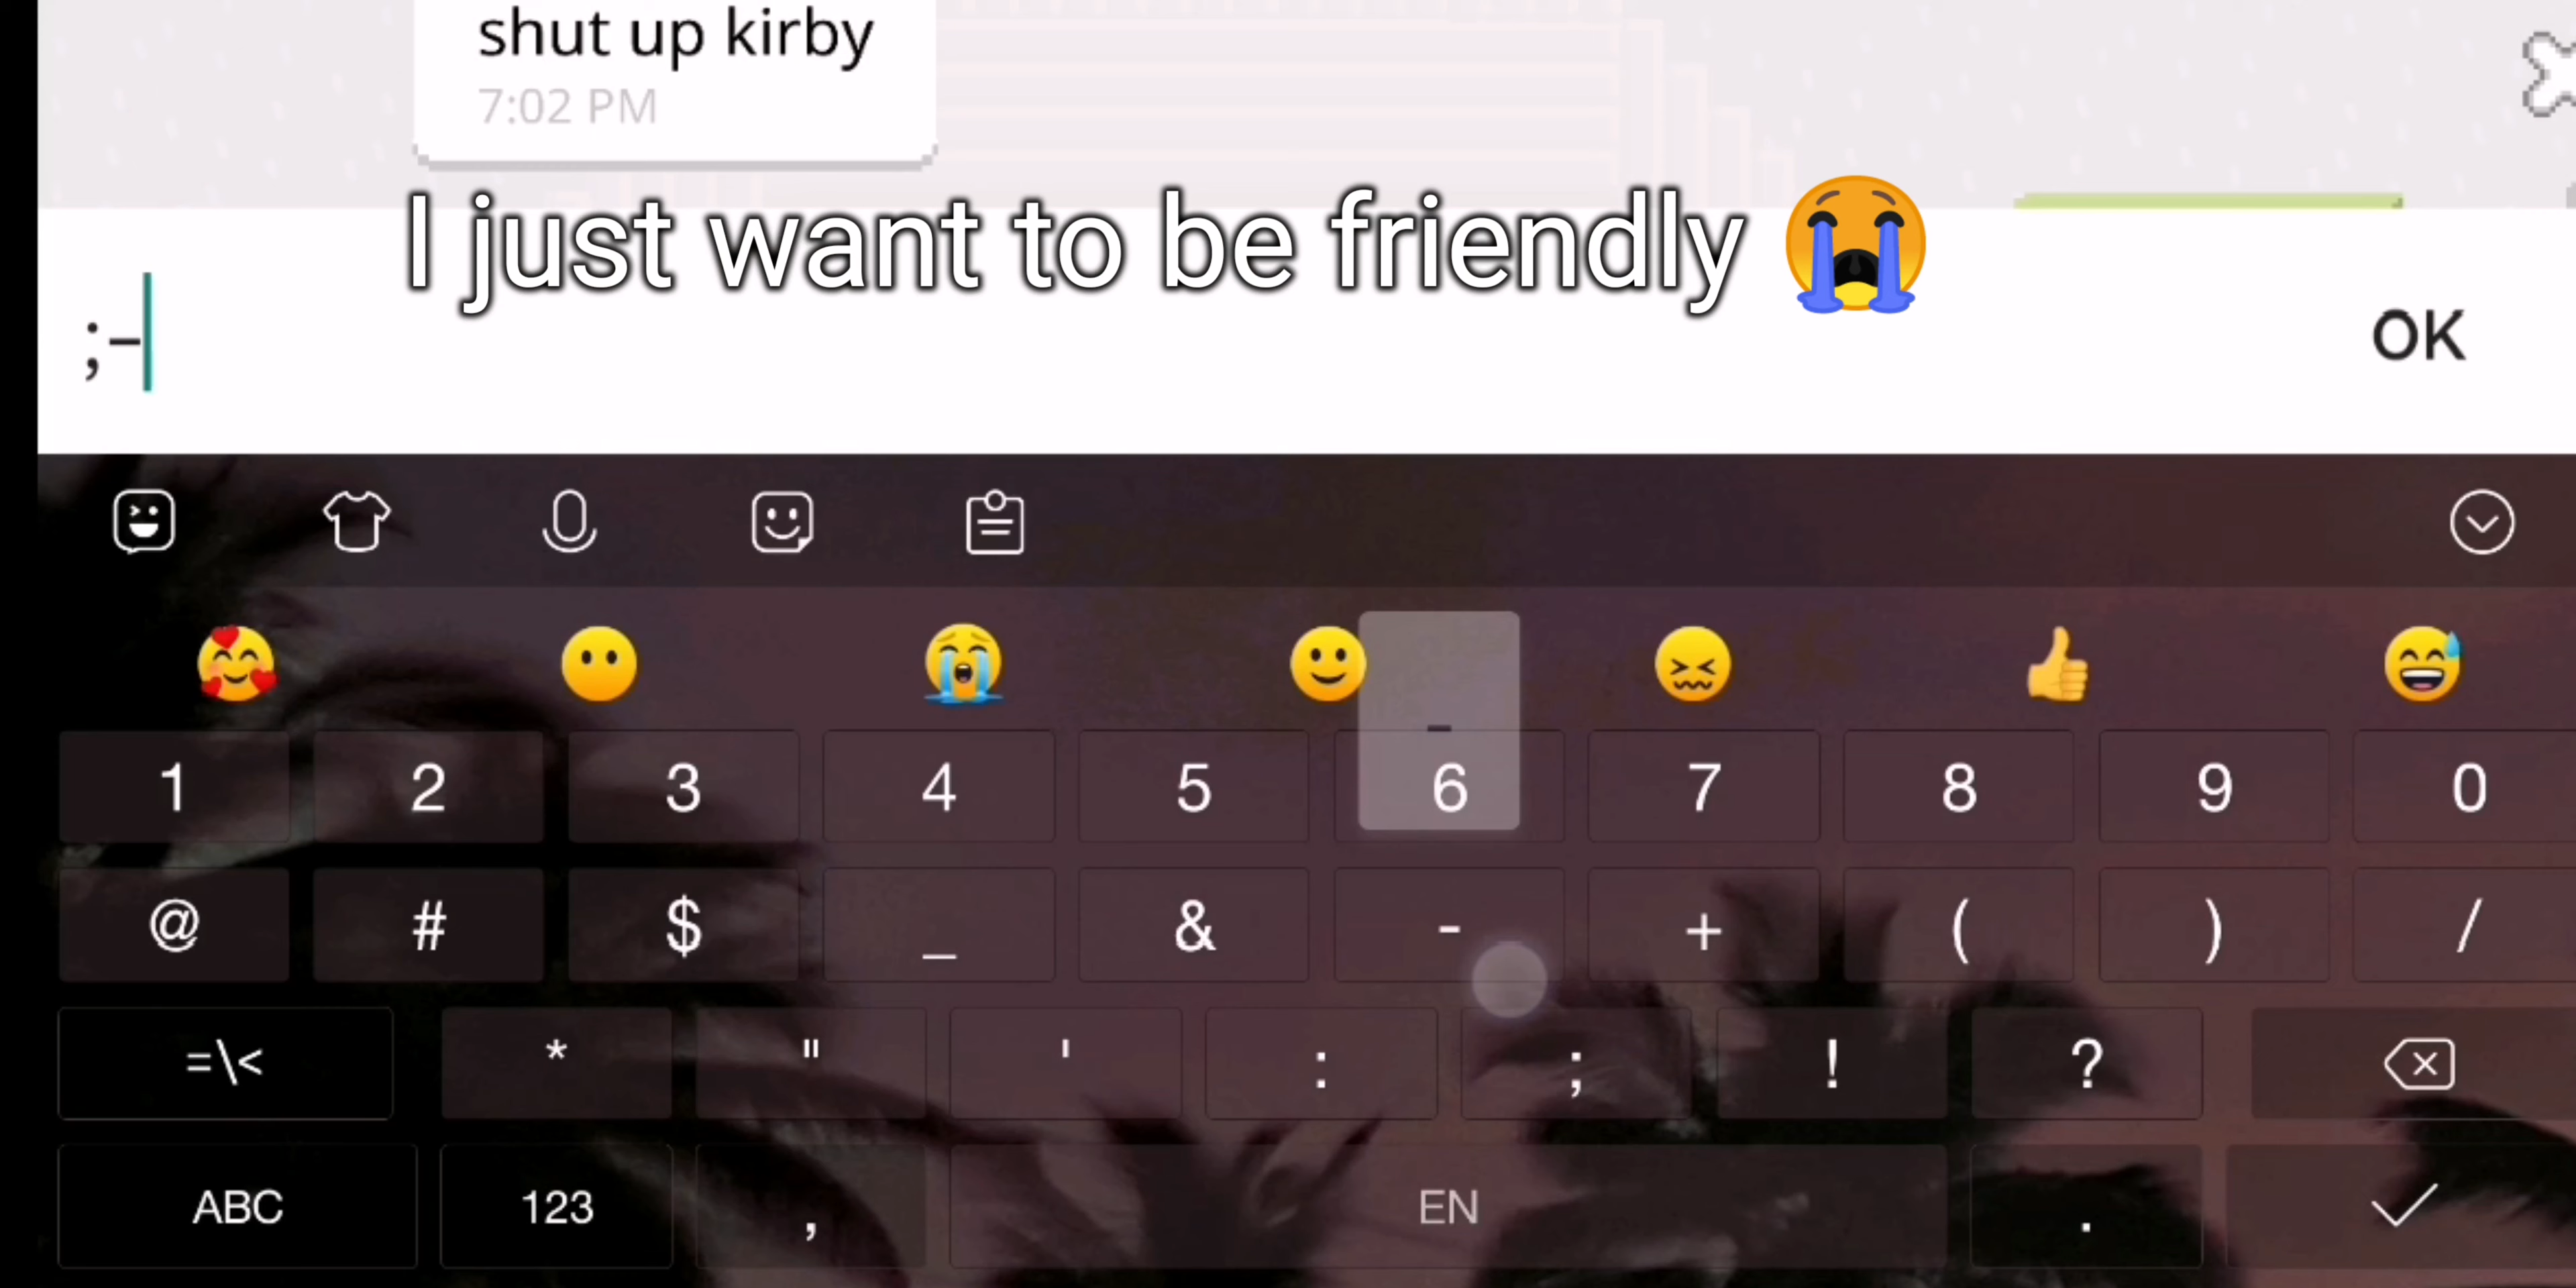 shut up kirby
7:02 PM
I just want to be friendly 😭
;-
OK
-
1 2 3 4 5 6 7 8 9 0
@ # $ _ & - + ( ) /
=\< * " ' : ; ! ?
ABC 123 , EN .